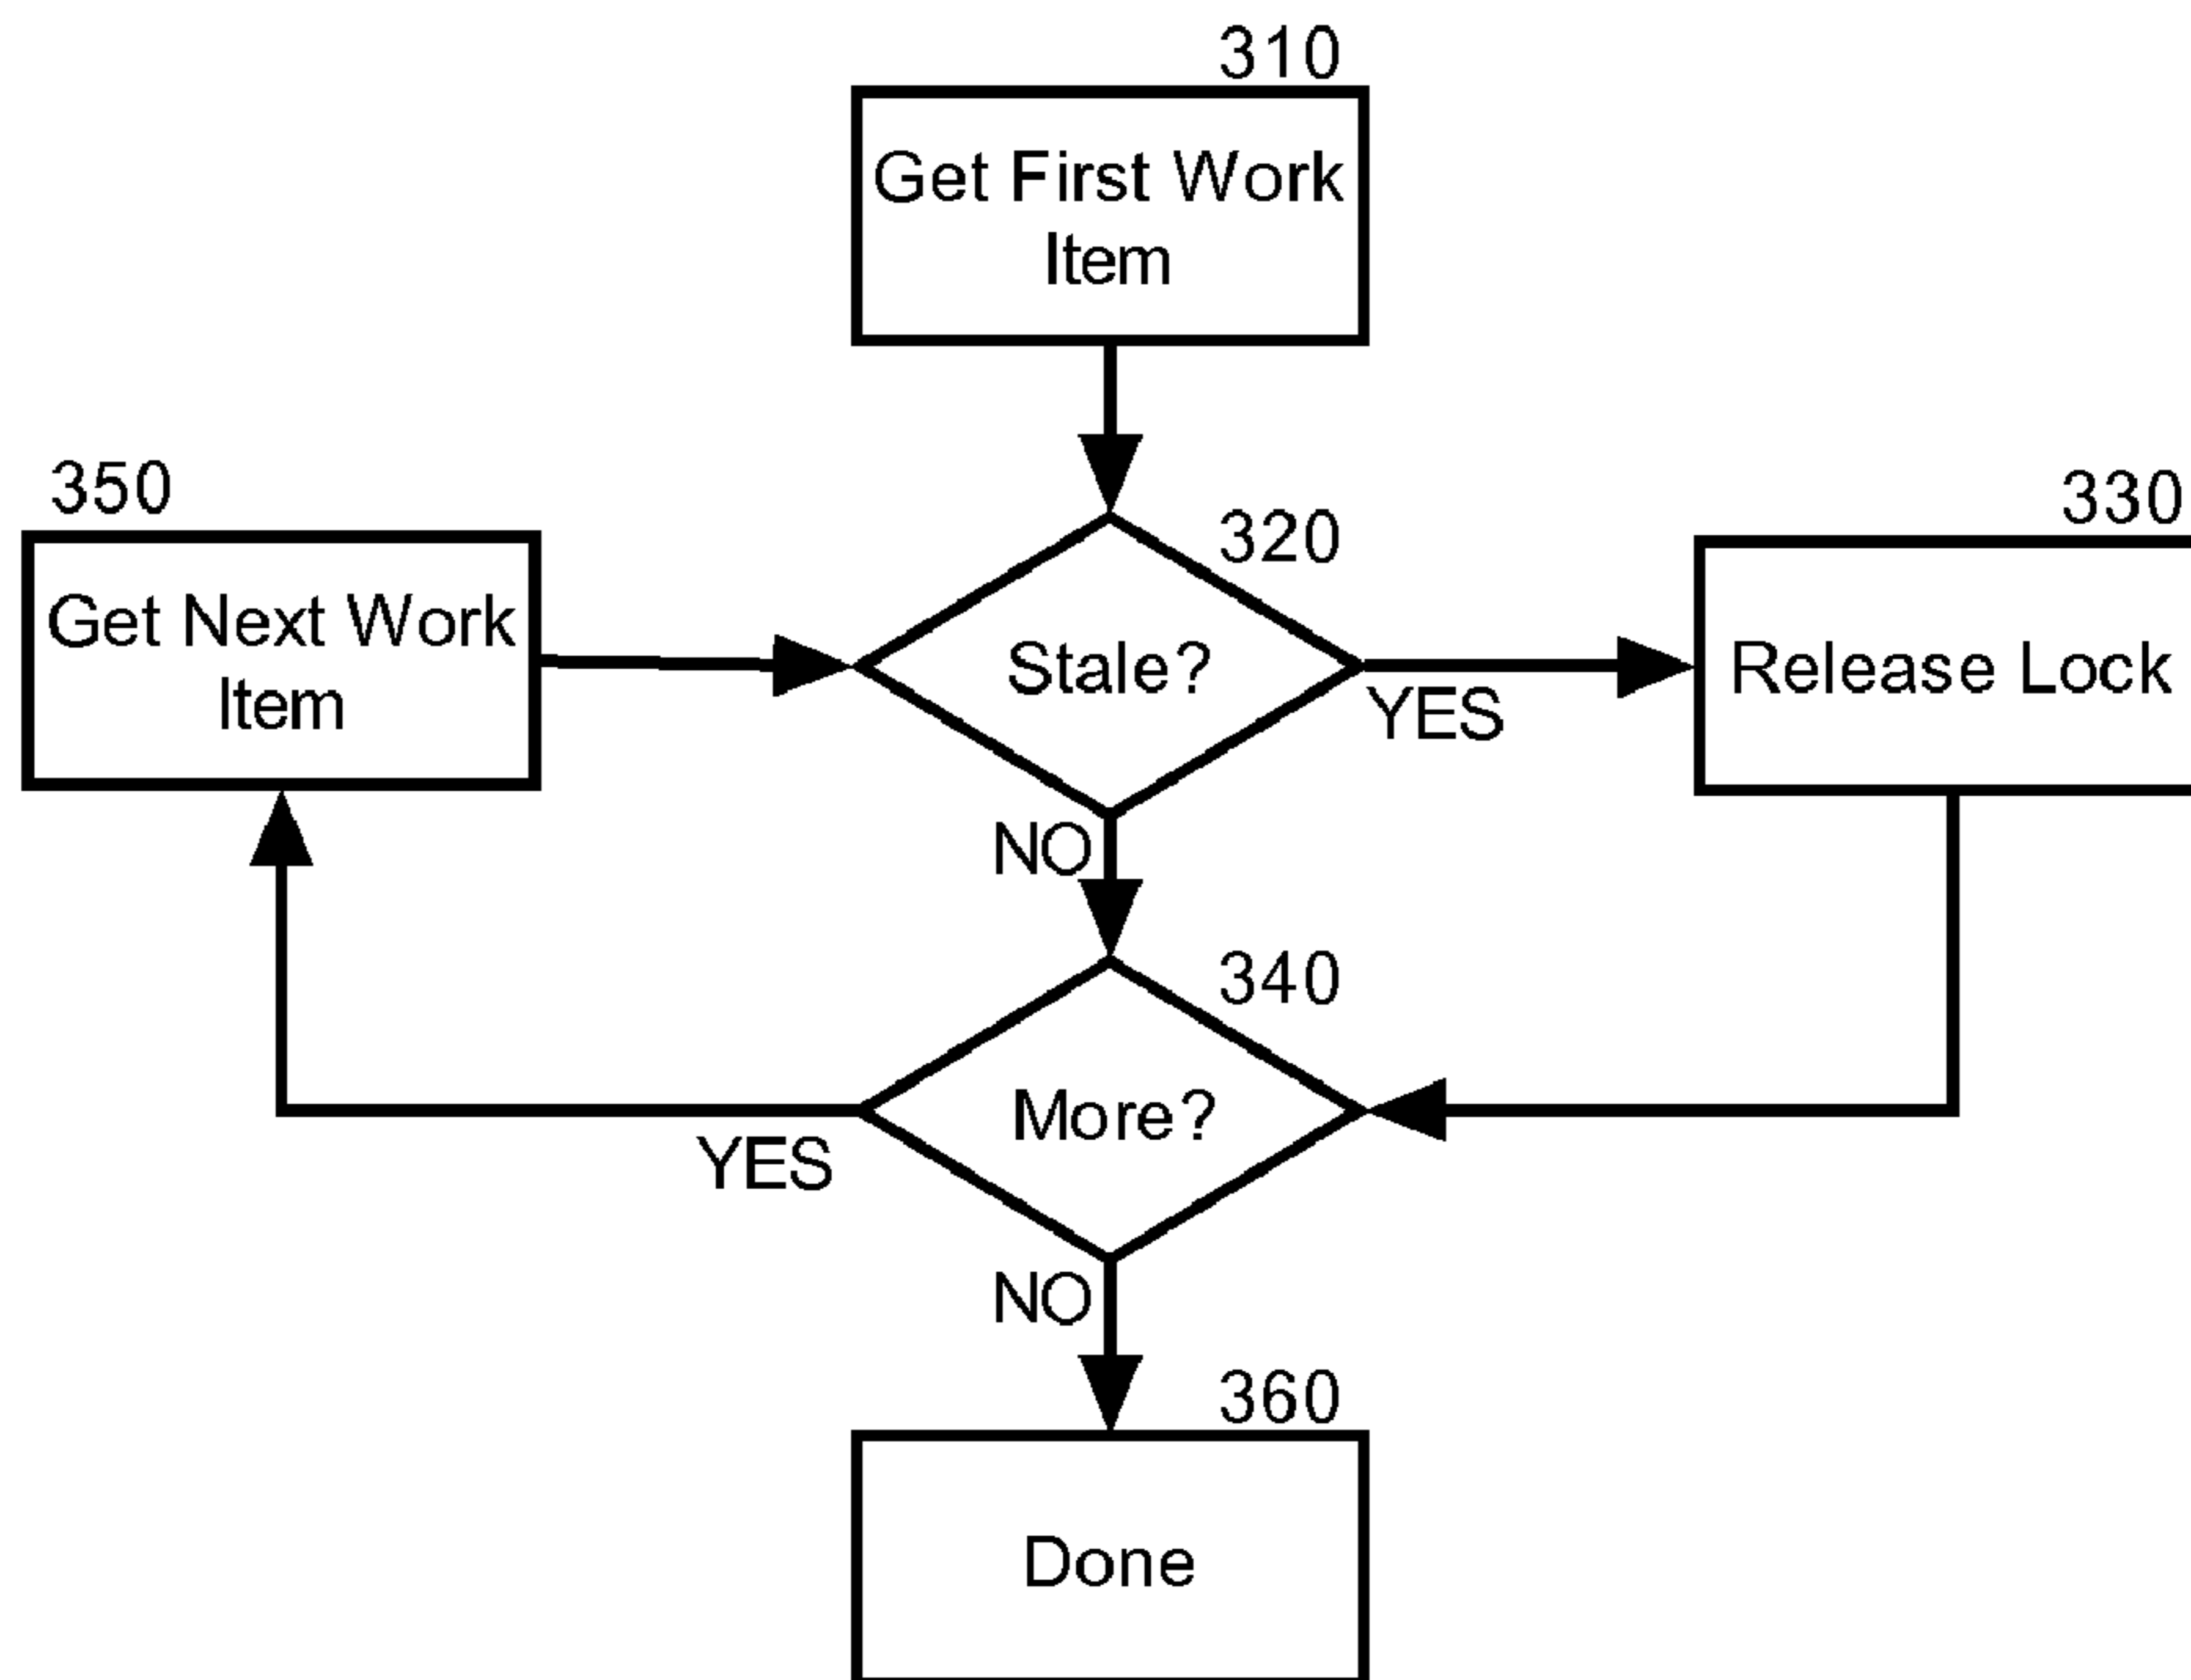 310
Get First Work
Item
350
Get Next Work
Item
320
Stale?
YES
NO
330
Release Lock
340
More?
YES
NO
360
Done